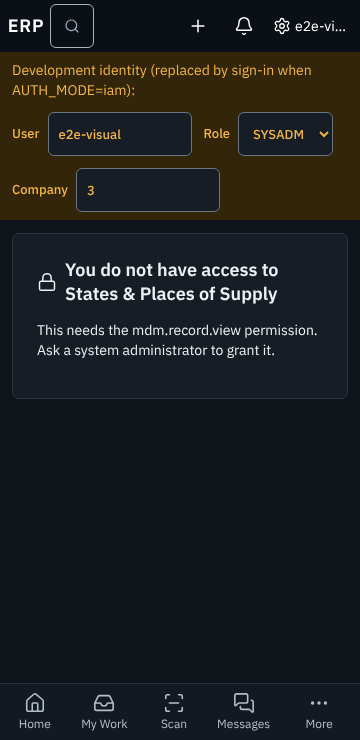 ERP
e2e-vi...
Development identity (replaced by sign-in when
AUTH_MODE=iam):
User e2e-visual Role SYSADM
Company 3
You do not have access to
States & Places of Supply
This needs the mdm.record.view permission.
Ask a system administrator to grant it.
Home My Work Scan Messages More